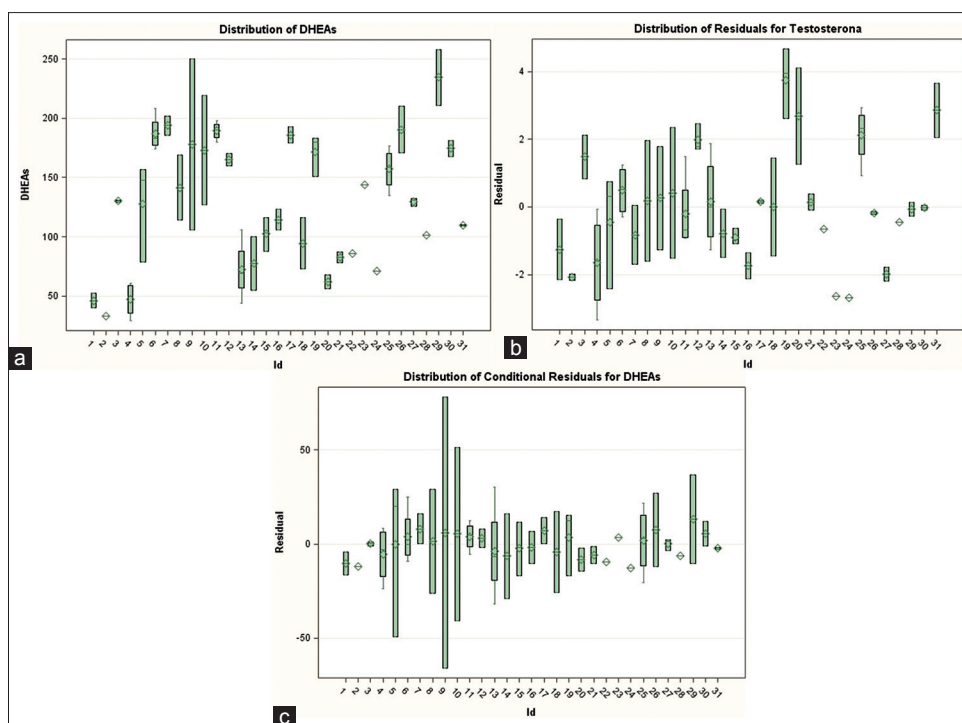 Distribution of DHEAs
250
200
150
100
50
DHEAs
1 2 3 4 5 6 7 8 9 10 11 12 13 14 15 16 17 18 19 20 21 22 23 24 25 26 27 28 29 30 31
Id
a
Distribution of Residuals for Testosterona
4
2
0
-2
Residual
1 2 3 4 5 6 7 8 9 10 11 12 13 14 15 16 17 18 19 20 21 22 23 24 25 26 27 28 29 30 31
Id
b
Distribution of Conditional Residuals for DHEAs
50
0
-50
Residual
1 2 3 4 5 6 7 8 9 10 11 12 13 14 15 16 17 18 19 20 21 22 23 24 25 26 27 28 29 30 31
Id
c